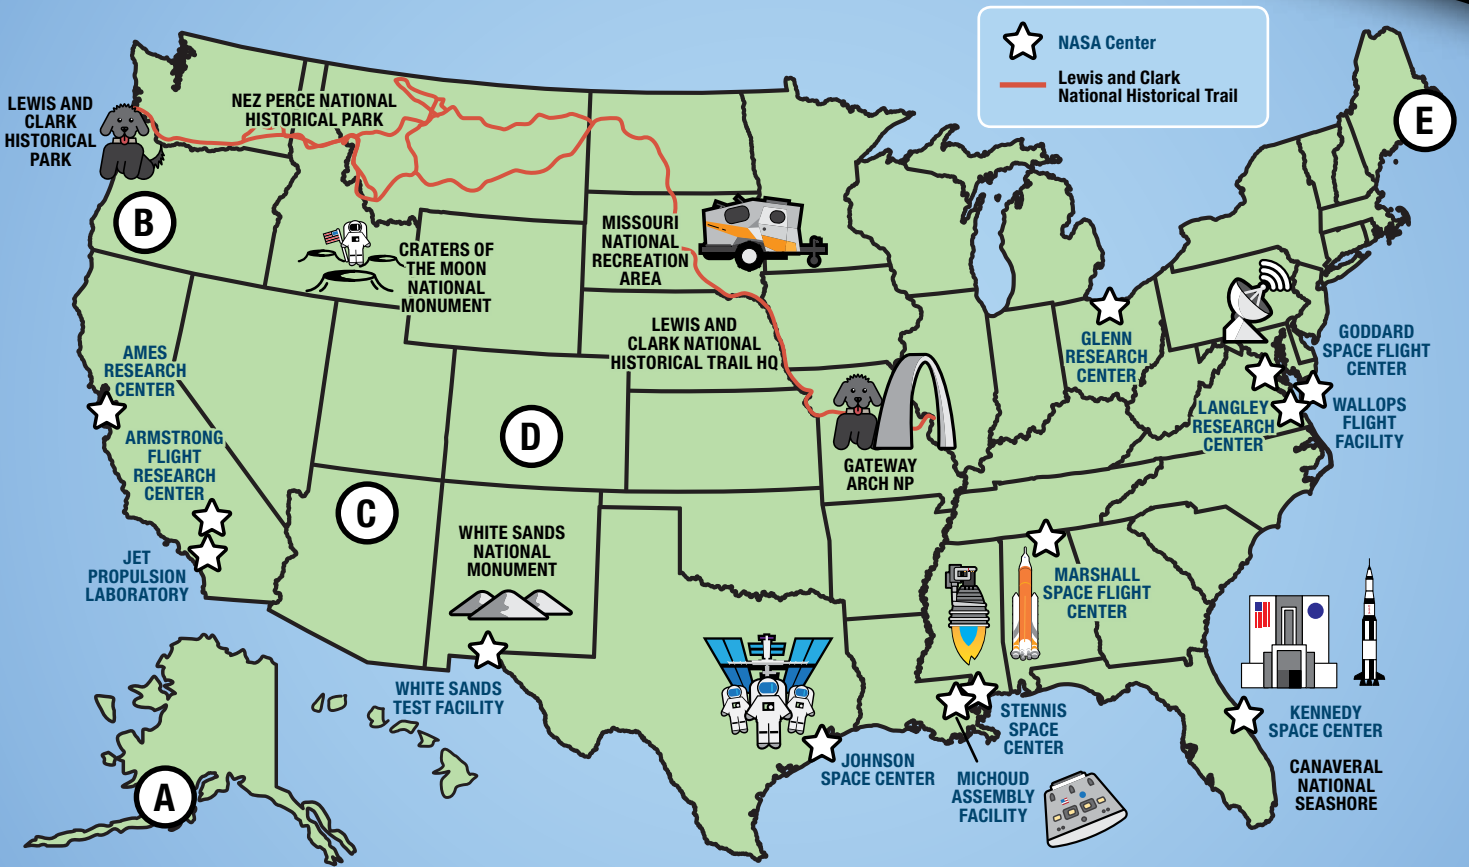 NASA Center
Lewis and Clark
National Historical Trail
LEWIS AND
CLARK
HISTORICAL
PARK
NEZ PERCE NATIONAL
HISTORICAL PARK
E
B
MISSOURI
NATIONAL
RECREATION
AREA
CRATERS OF
THE MOON
NATIONAL
MONUMENT
LEWIS AND
CLARK NATIONAL
HISTORICAL TRAIL HQ
GLENN
RESEARCH
CENTER
GODDARD
SPACE FLIGHT
CENTER
AMES
RESEARCH
CENTER
LANGLEY
RESEARCH
CENTER
WALLOPS
FLIGHT
FACILITY
ARMSTRONG
FLIGHT
RESEARCH
CENTER
D
GATEWAY
ARCH NP
C
WHITE SANDS
NATIONAL
MONUMENT
JET
PROPULSION
LABORATORY
MARSHALL
SPACE FLIGHT
CENTER
WHITE SANDS
TEST FACILITY
STENNIS
SPACE
CENTER
KENNEDY
SPACE CENTER
JOHNSON
SPACE CENTER
MICHOUD
ASSEMBLY
FACILITY
CANAVERAL
NATIONAL
SEASHORE
A